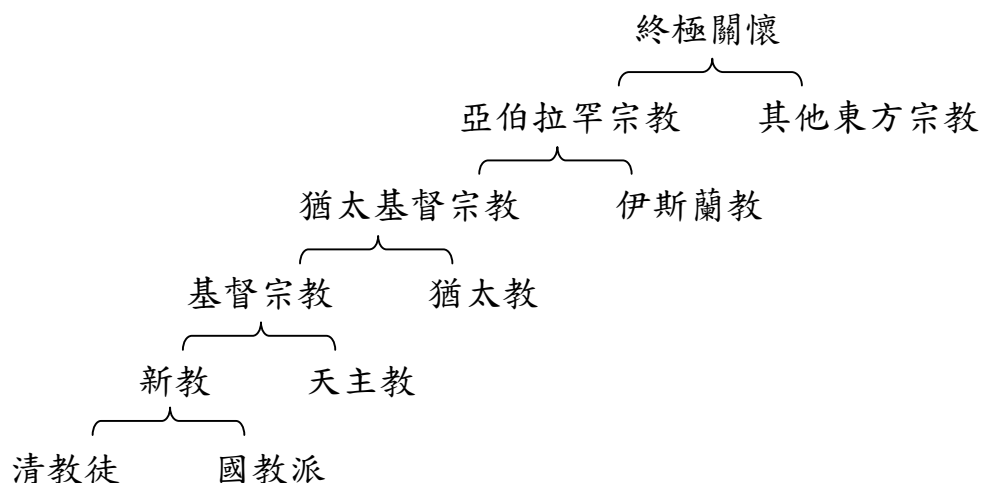 終極關懷
亞伯拉罕宗教 其他東方宗教
猶太基督宗教 伊斯蘭教
基督宗教 猶太教
新教 天主教
清教徒 國教派